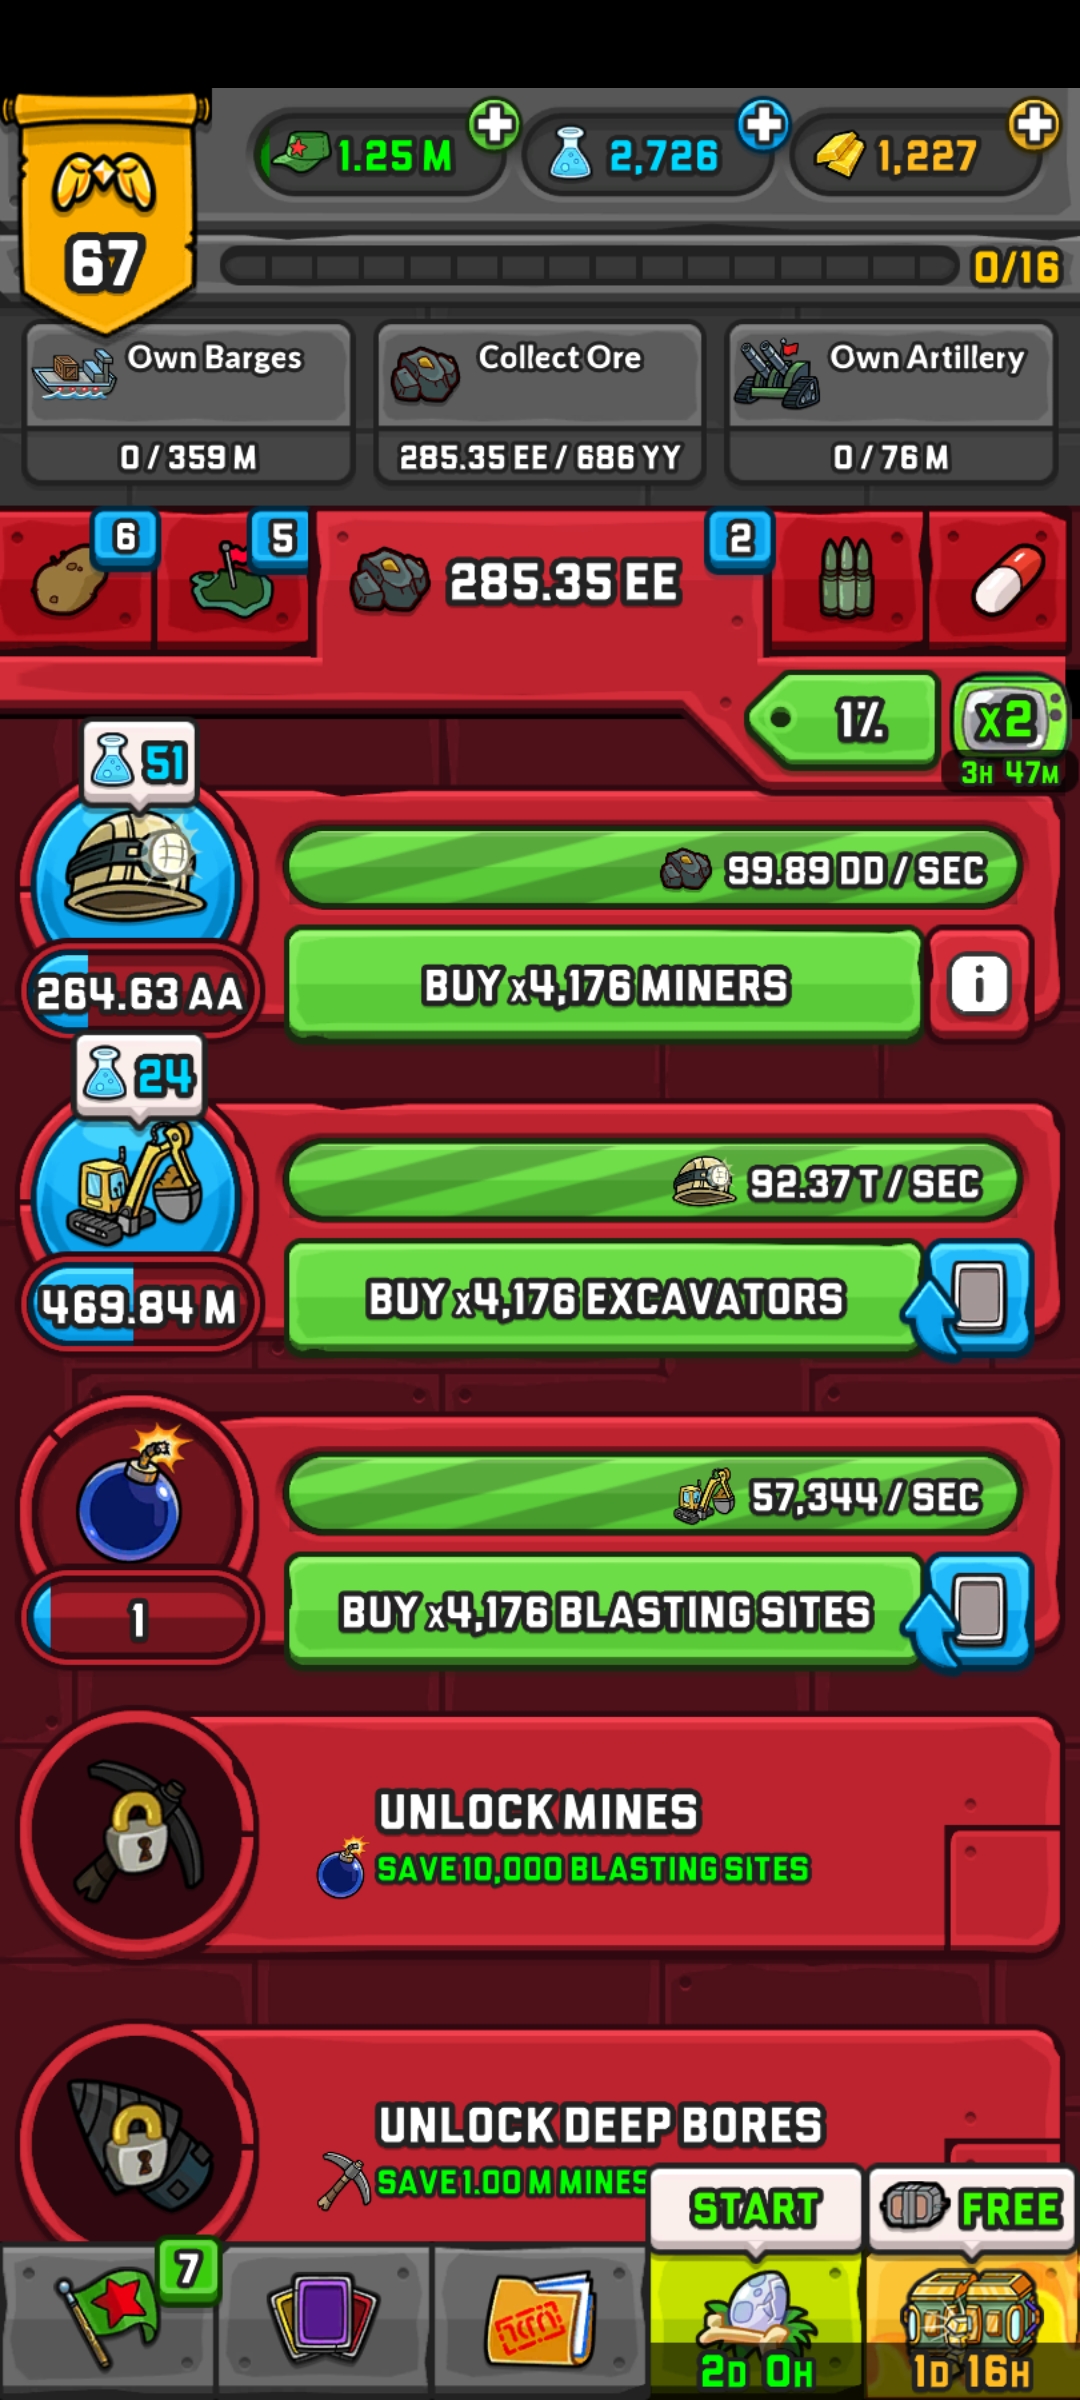 1.25 M
2,726
1,227
67
0/16
Own Barges
0 / 359 M
Collect Ore
285.35 EE / 686 YY
Own Artillery
0 / 76 M
6
5
285.35 EE
2
1%
x2
3H 47M
51
99.89 DD / SEC
264.63 AA
BUY x4,176 MINERS
i
24
92.37 T / SEC
469.84 M
BUY x4,176 EXCAVATORS
57,344 / SEC
1
BUY x4,176 BLASTING SITES
UNLOCK MINES
SAVE 10,000 BLASTING SITES
UNLOCK DEEP BORES
SAVE 1.00 M MINES
START
FREE
7
2D 0H
1D 16H